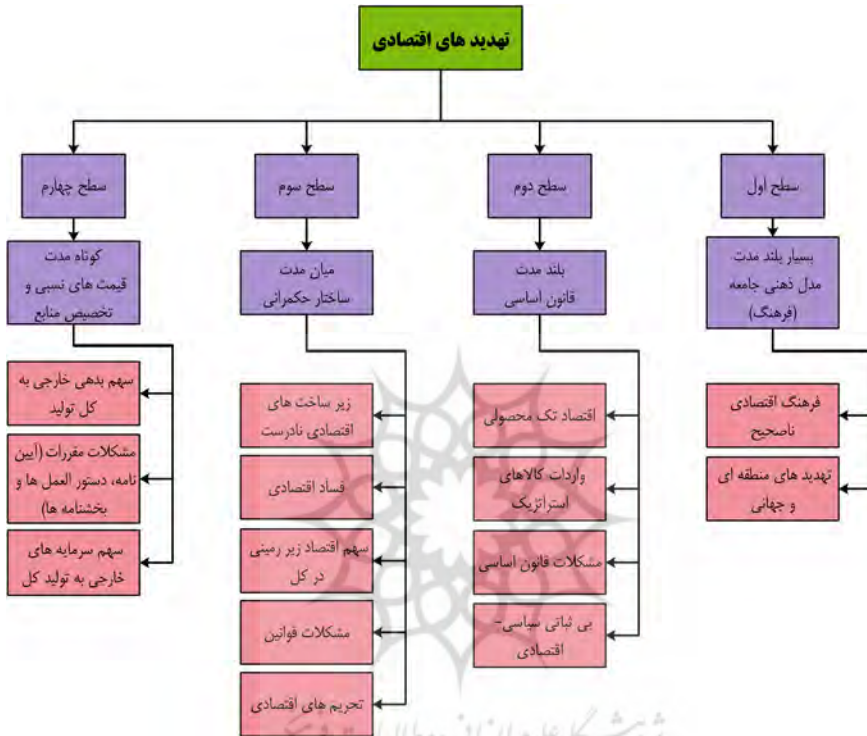 تهدید های اقتصادی
سطح اول
بسیار بلند مدت
مدل ذهنی جامعه
(فرهنگ)
فرهنگ اقتصادی
ناصحیح
تهدید های منطقه ای
و جهانی
سطح دوم
بلند مدت
قانون اساسی
اقتصاد تک محصولی
واردات کالاهای
استراتژیک
مشکلات قانون اساسی
بی ثباتی سیاسی-
اقتصادی
سطح سوم
میان مدت
ساختار حکمرانی
زیر ساخت های
اقتصادی نادرست
فساد اقتصادی
سهم اقتصاد زیر زمینی
در کل
مشکلات قوانین
تحریم های اقتصادی
سطح چهارم
کوتاه مدت
قیمت های نسبی و
تخصیص منابع
سهم بدهی خارجی به
کل تولید
مشکلات مقررات (آیین
نامه، دستور العمل ها و
بخشنامه ها)
سهم سرمایه های
خارجی به تولید کل